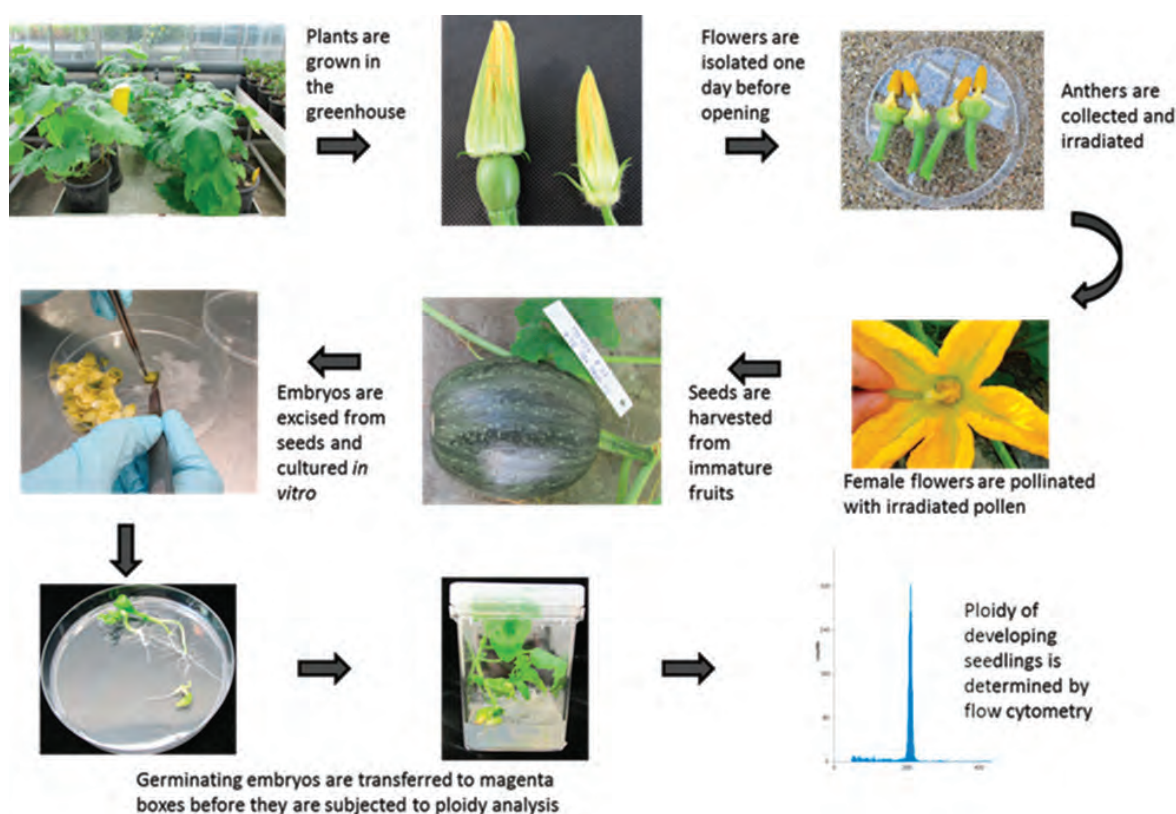 Plants are
grown in
the
greenhouse
Flowers are
isolated one
day before
opening
Anthers are
collected and
irradiated
Female flowers are pollinated
with irradiated pollen
Seeds are
harvested
from
immature
fruits
Embryos are
excised from
seeds and
cultured in
vitro
Germinating embryos are transferred to magenta
boxes before they are subjected to ploidy analysis
Ploidy of
developing
seedlings is
determined by
flow cytometry
0
200
400